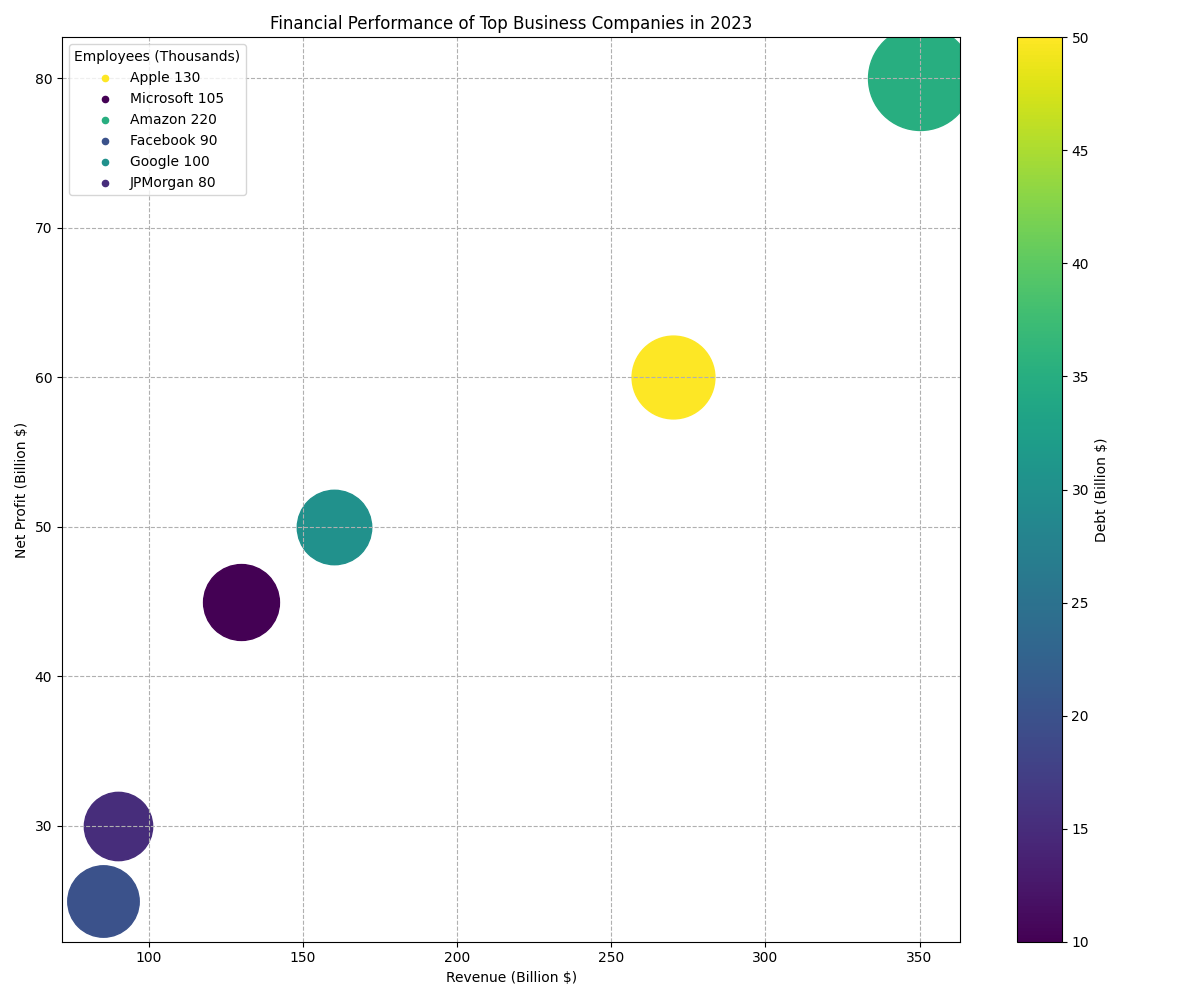 Financial Performance of Top Business Companies in 2023
Employees (Thousands)
Apple 130
Microsoft 105
Amazon 220
Facebook 90
Google 100
JPMorgan 80
80
70
60
50
40
30
Net Profit (Billion $)
100
150
200
250
300
350
Revenue (Billion $)
50
45
40
35
30
25
20
15
10
Debt (Billion $)